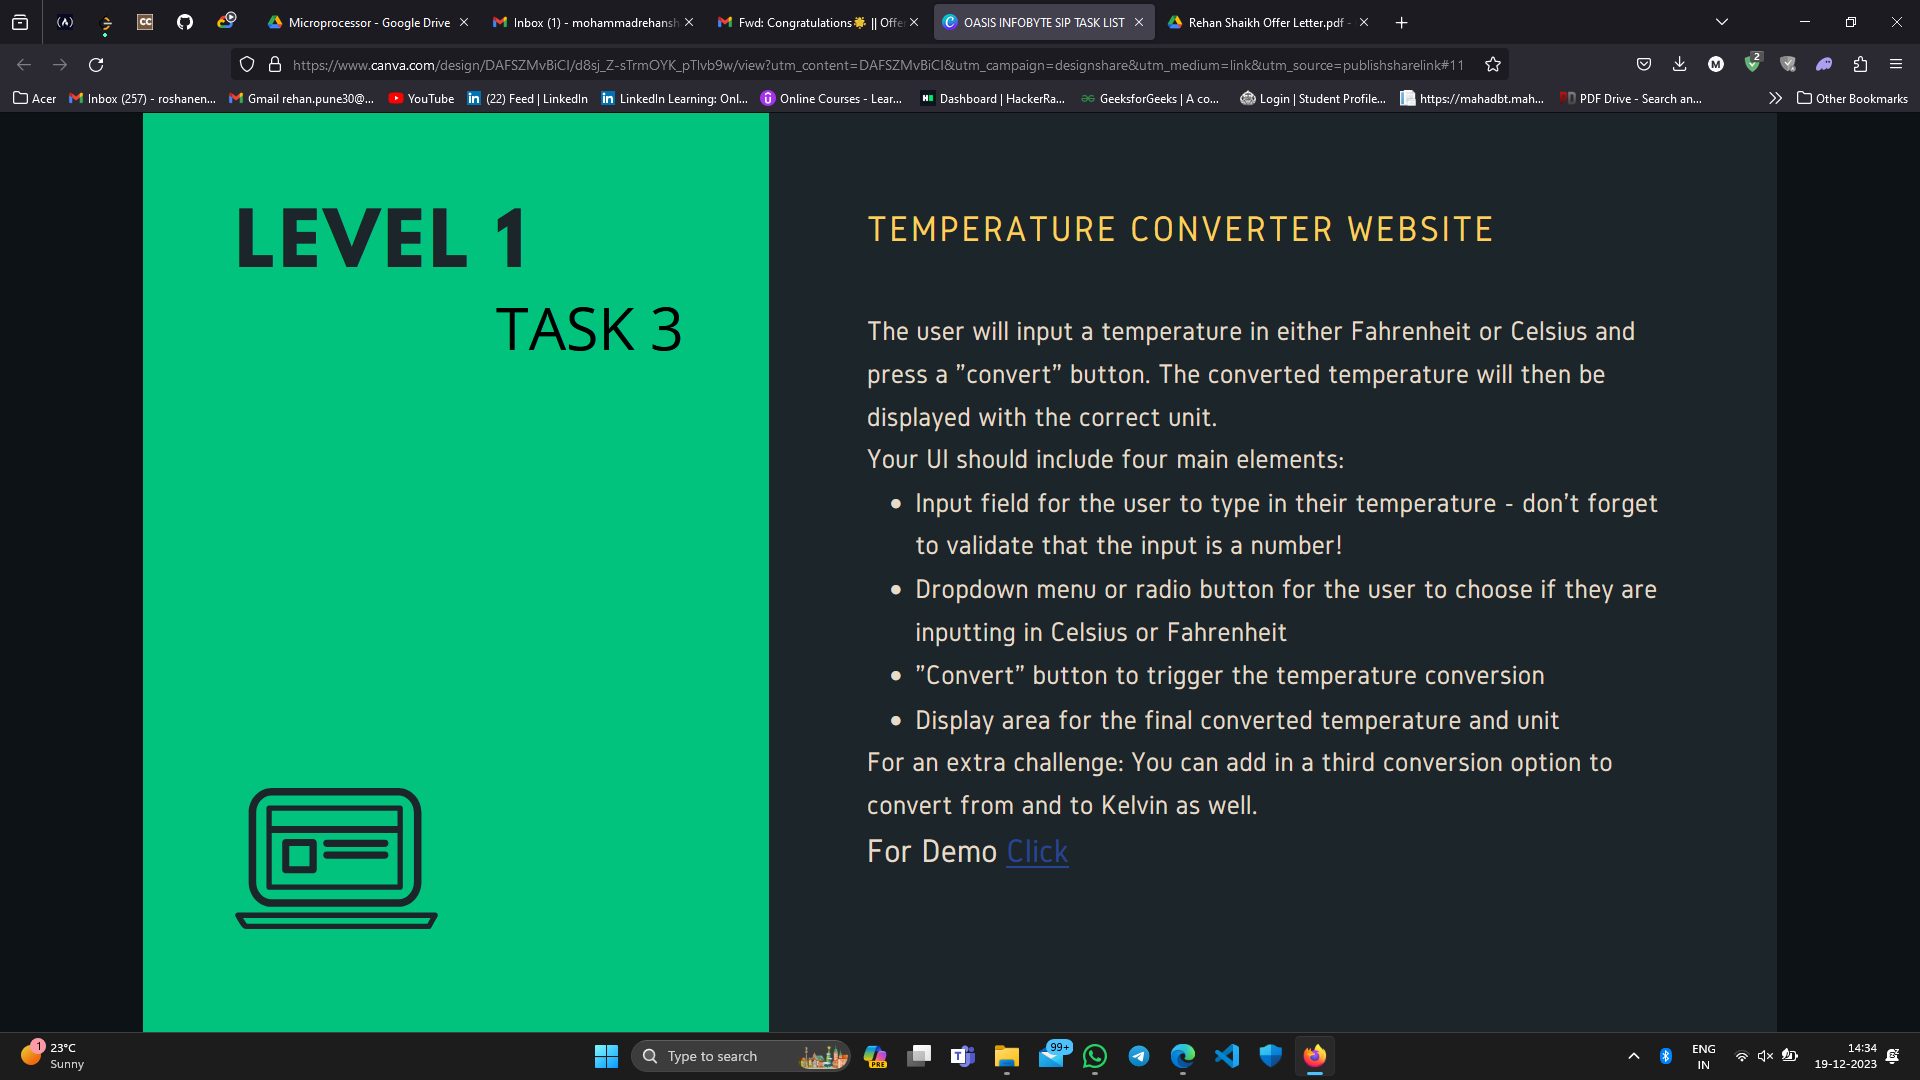 Microprocessor - Google Drive
Inbox (1) - mohammadrehansh
Fwd: Congratulations🌟 || Offe
OASIS INFOBYTE SIP TASK LIST
Rehan Shaikh Offer Letter.pdf -
https://www.canva.com/design/DAFSZMvBiCI/d8sj_Z-sTrmOYK_pTlvb9w/view?utm_content=DAFSZMvBiCI&utm_campaign=designshare&utm_medium=link&utm_source=publishsharelink#11
M
2
Acer
Inbox (257) - roshanen...
Gmail rehan.pune30@...
YouTube
(22) Feed | LinkedIn
LinkedIn Learning: Onl...
Online Courses - Lear...
Dashboard | HackerRa...
GeeksforGeeks | A co...
Login | Student Profile...
https://mahadbt.mah...
PDF Drive - Search an...
Other Bookmarks
LEVEL 1
TASK 3
TEMPERATURE CONVERTER WEBSITE
The user will input a temperature in either Fahrenheit or Celsius and
press a "convert" button. The converted temperature will then be
displayed with the correct unit.
Your UI should include four main elements:
• Input field for the user to type in their temperature - don't forget
to validate that the input is a number!
• Dropdown menu or radio button for the user to choose if they are
inputting in Celsius or Fahrenheit
• "Convert" button to trigger the temperature conversion
• Display area for the final converted temperature and unit
For an extra challenge: You can add in a third conversion option to
convert from and to Kelvin as well.
For Demo Click
1
23°C
Sunny
Type to search
PRE
99+
ENG
IN
14:34
19-12-2023